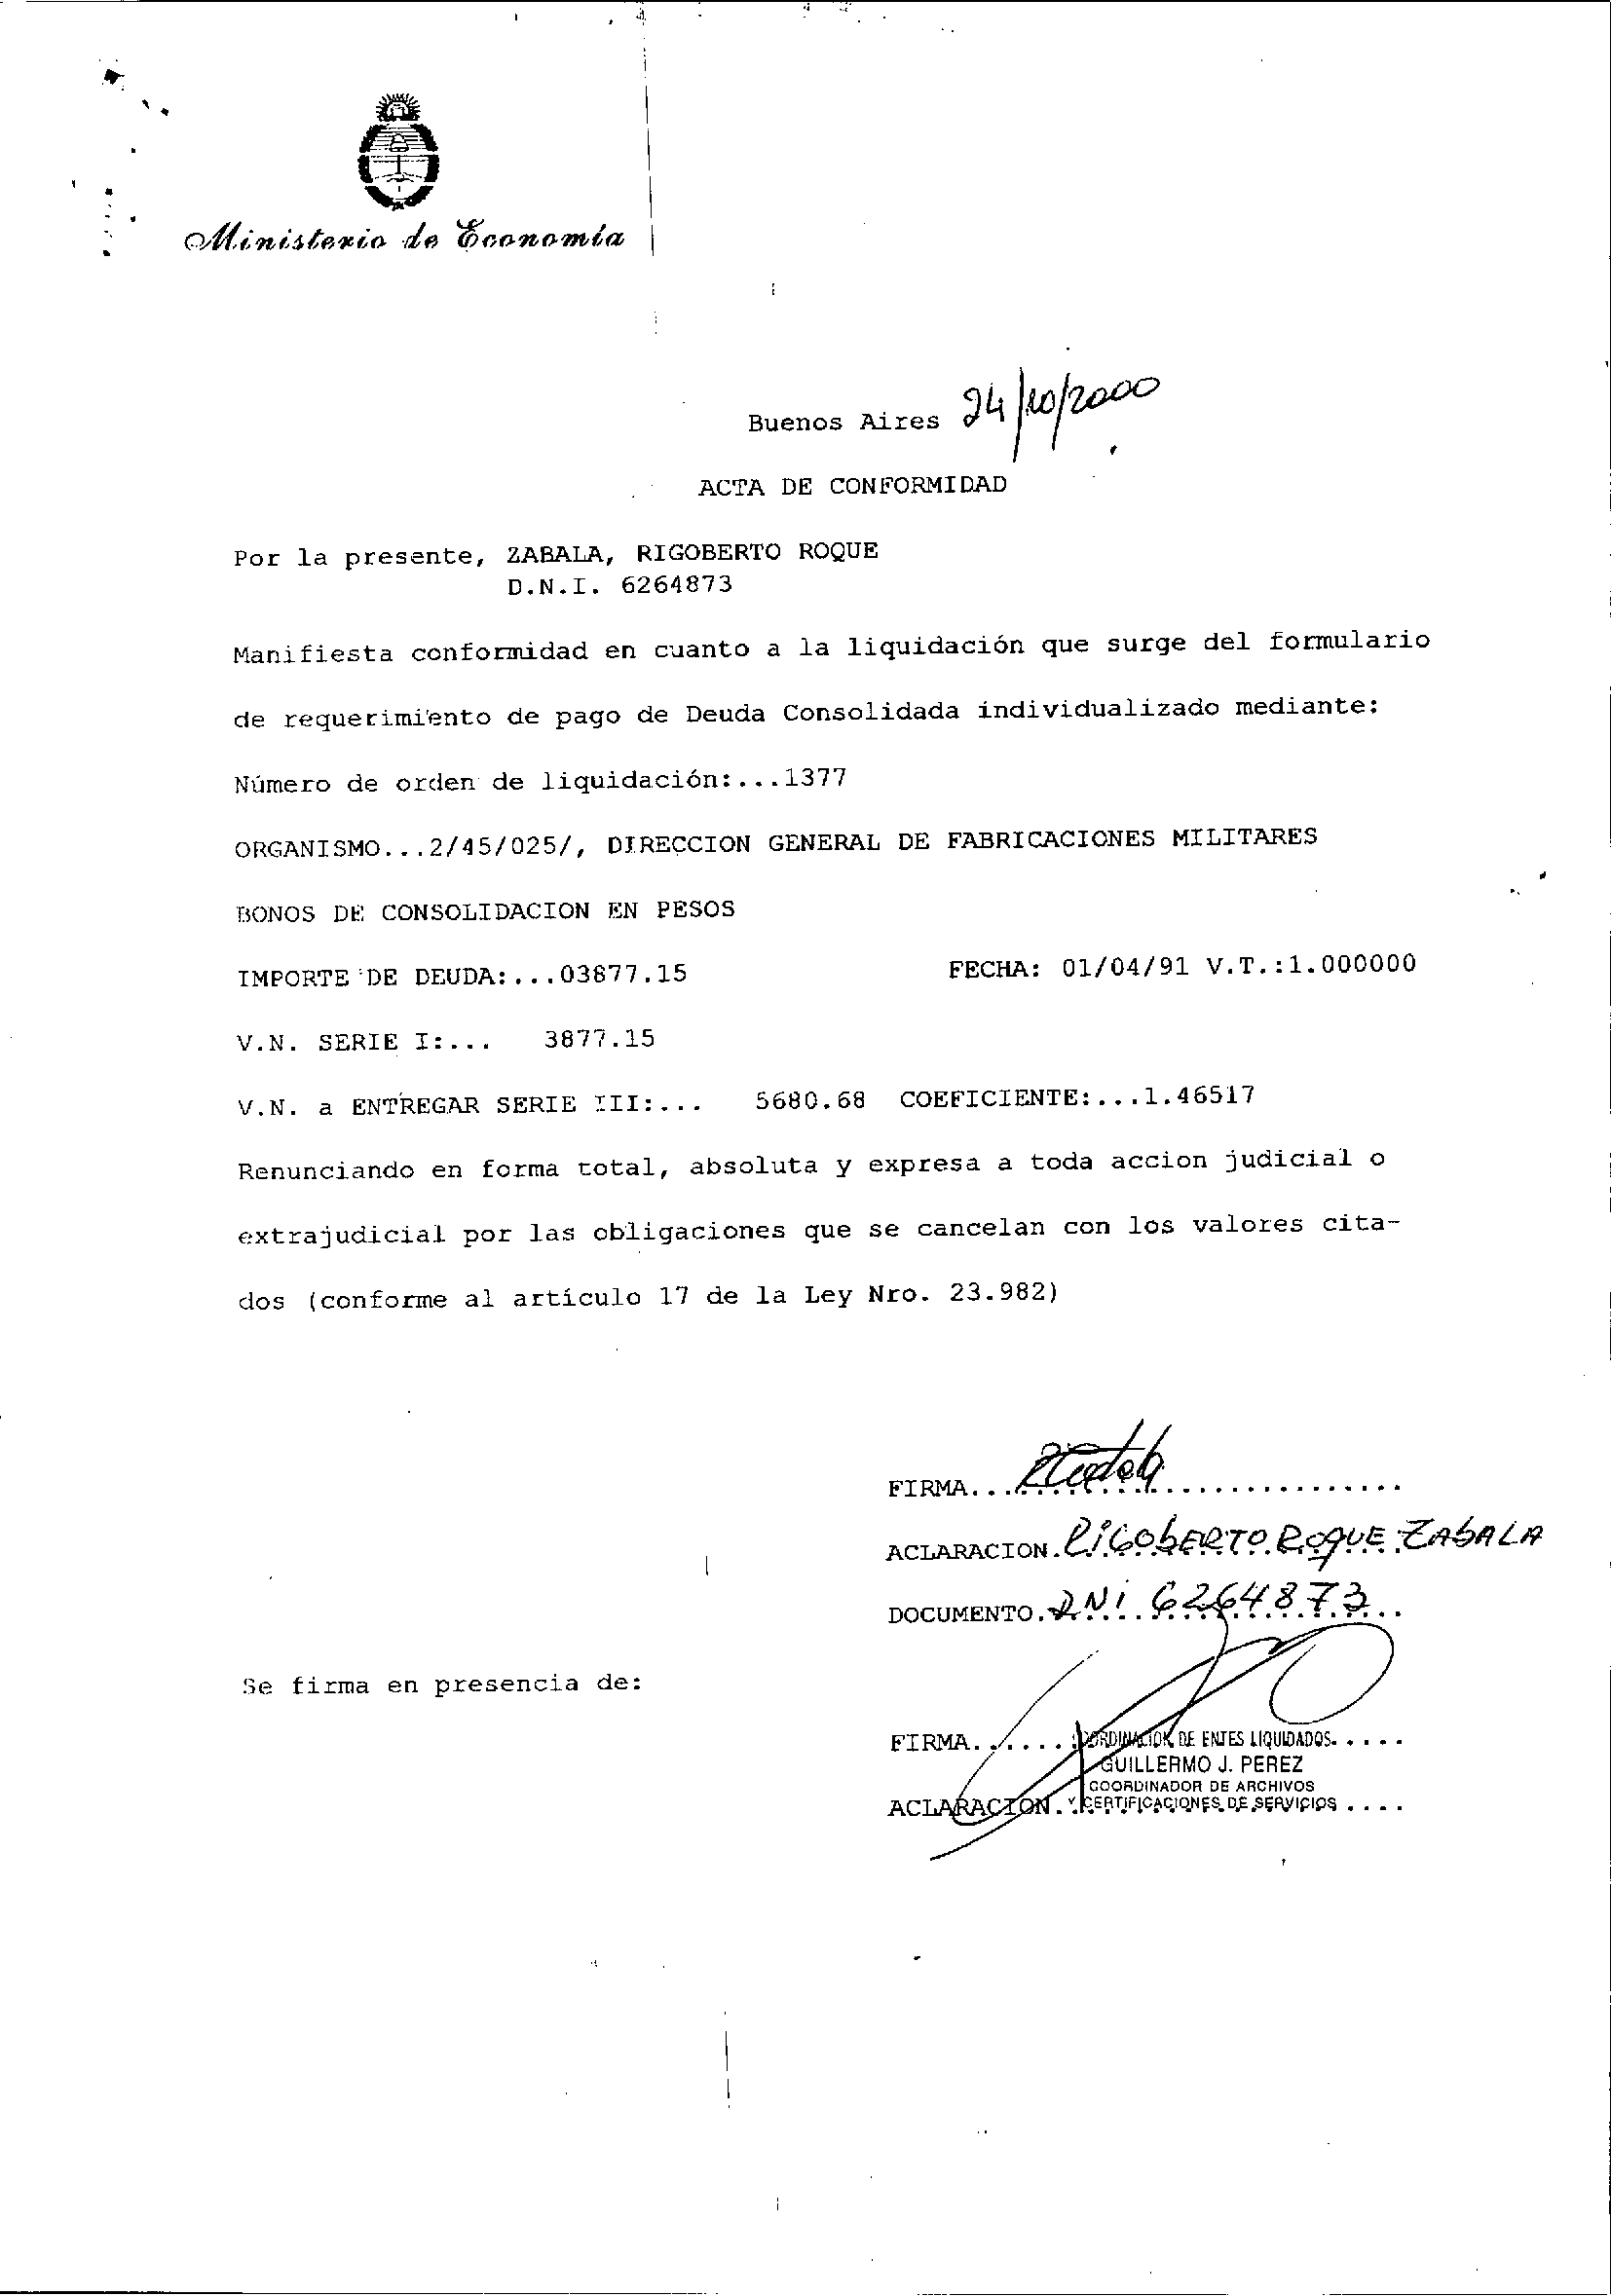 Ministerio de Economía
Buenos Aires 24/10/2000
ACTA DE CONFORMIDAD
Por la presente, ZABALA, RIGOBERTO ROQUE
D.N.I. 6264873
Manifiesta conformidad en cuanto a la liquidación que surge del formulario
de requerimiento de pago de Deuda Consolidada individualizado mediante:
Número de orden de liquidación:...1377
ORGANISMO...2/45/025/, DIRECCION GENERAL DE FABRICACIONES MILITARES
BONOS DE CONSOLIDACION EN PESOS
IMPORTE DE DEUDA:...03877.15 FECHA: 01/04/91 V.T.:1.000000
V.N. SERIE I:... 3877.15
V.N. a ENTREGAR SERIE III:... 5680.68 COEFICIENTE:...1.46517
Renunciando en forma total, absoluta y expresa a toda accion judicial o
extrajudicial por las obligaciones que se cancelan con los valores cita-
dos (conforme al artículo 17 de la Ley Nro. 23.982)
FIRMA...
ACLARACION. RIGOBERTO ROQUE ZABALA
DOCUMENTO. DNI 6264873
Se firma en presencia de:
FIRMA...... COORDINACION DE ENTES LIQUIDADOS.....
GUILLERMO J. PEREZ
COORDINADOR DE ARCHIVOS
ACLARACION. Y CERTIFICACIONES DE SERVICIOS ....